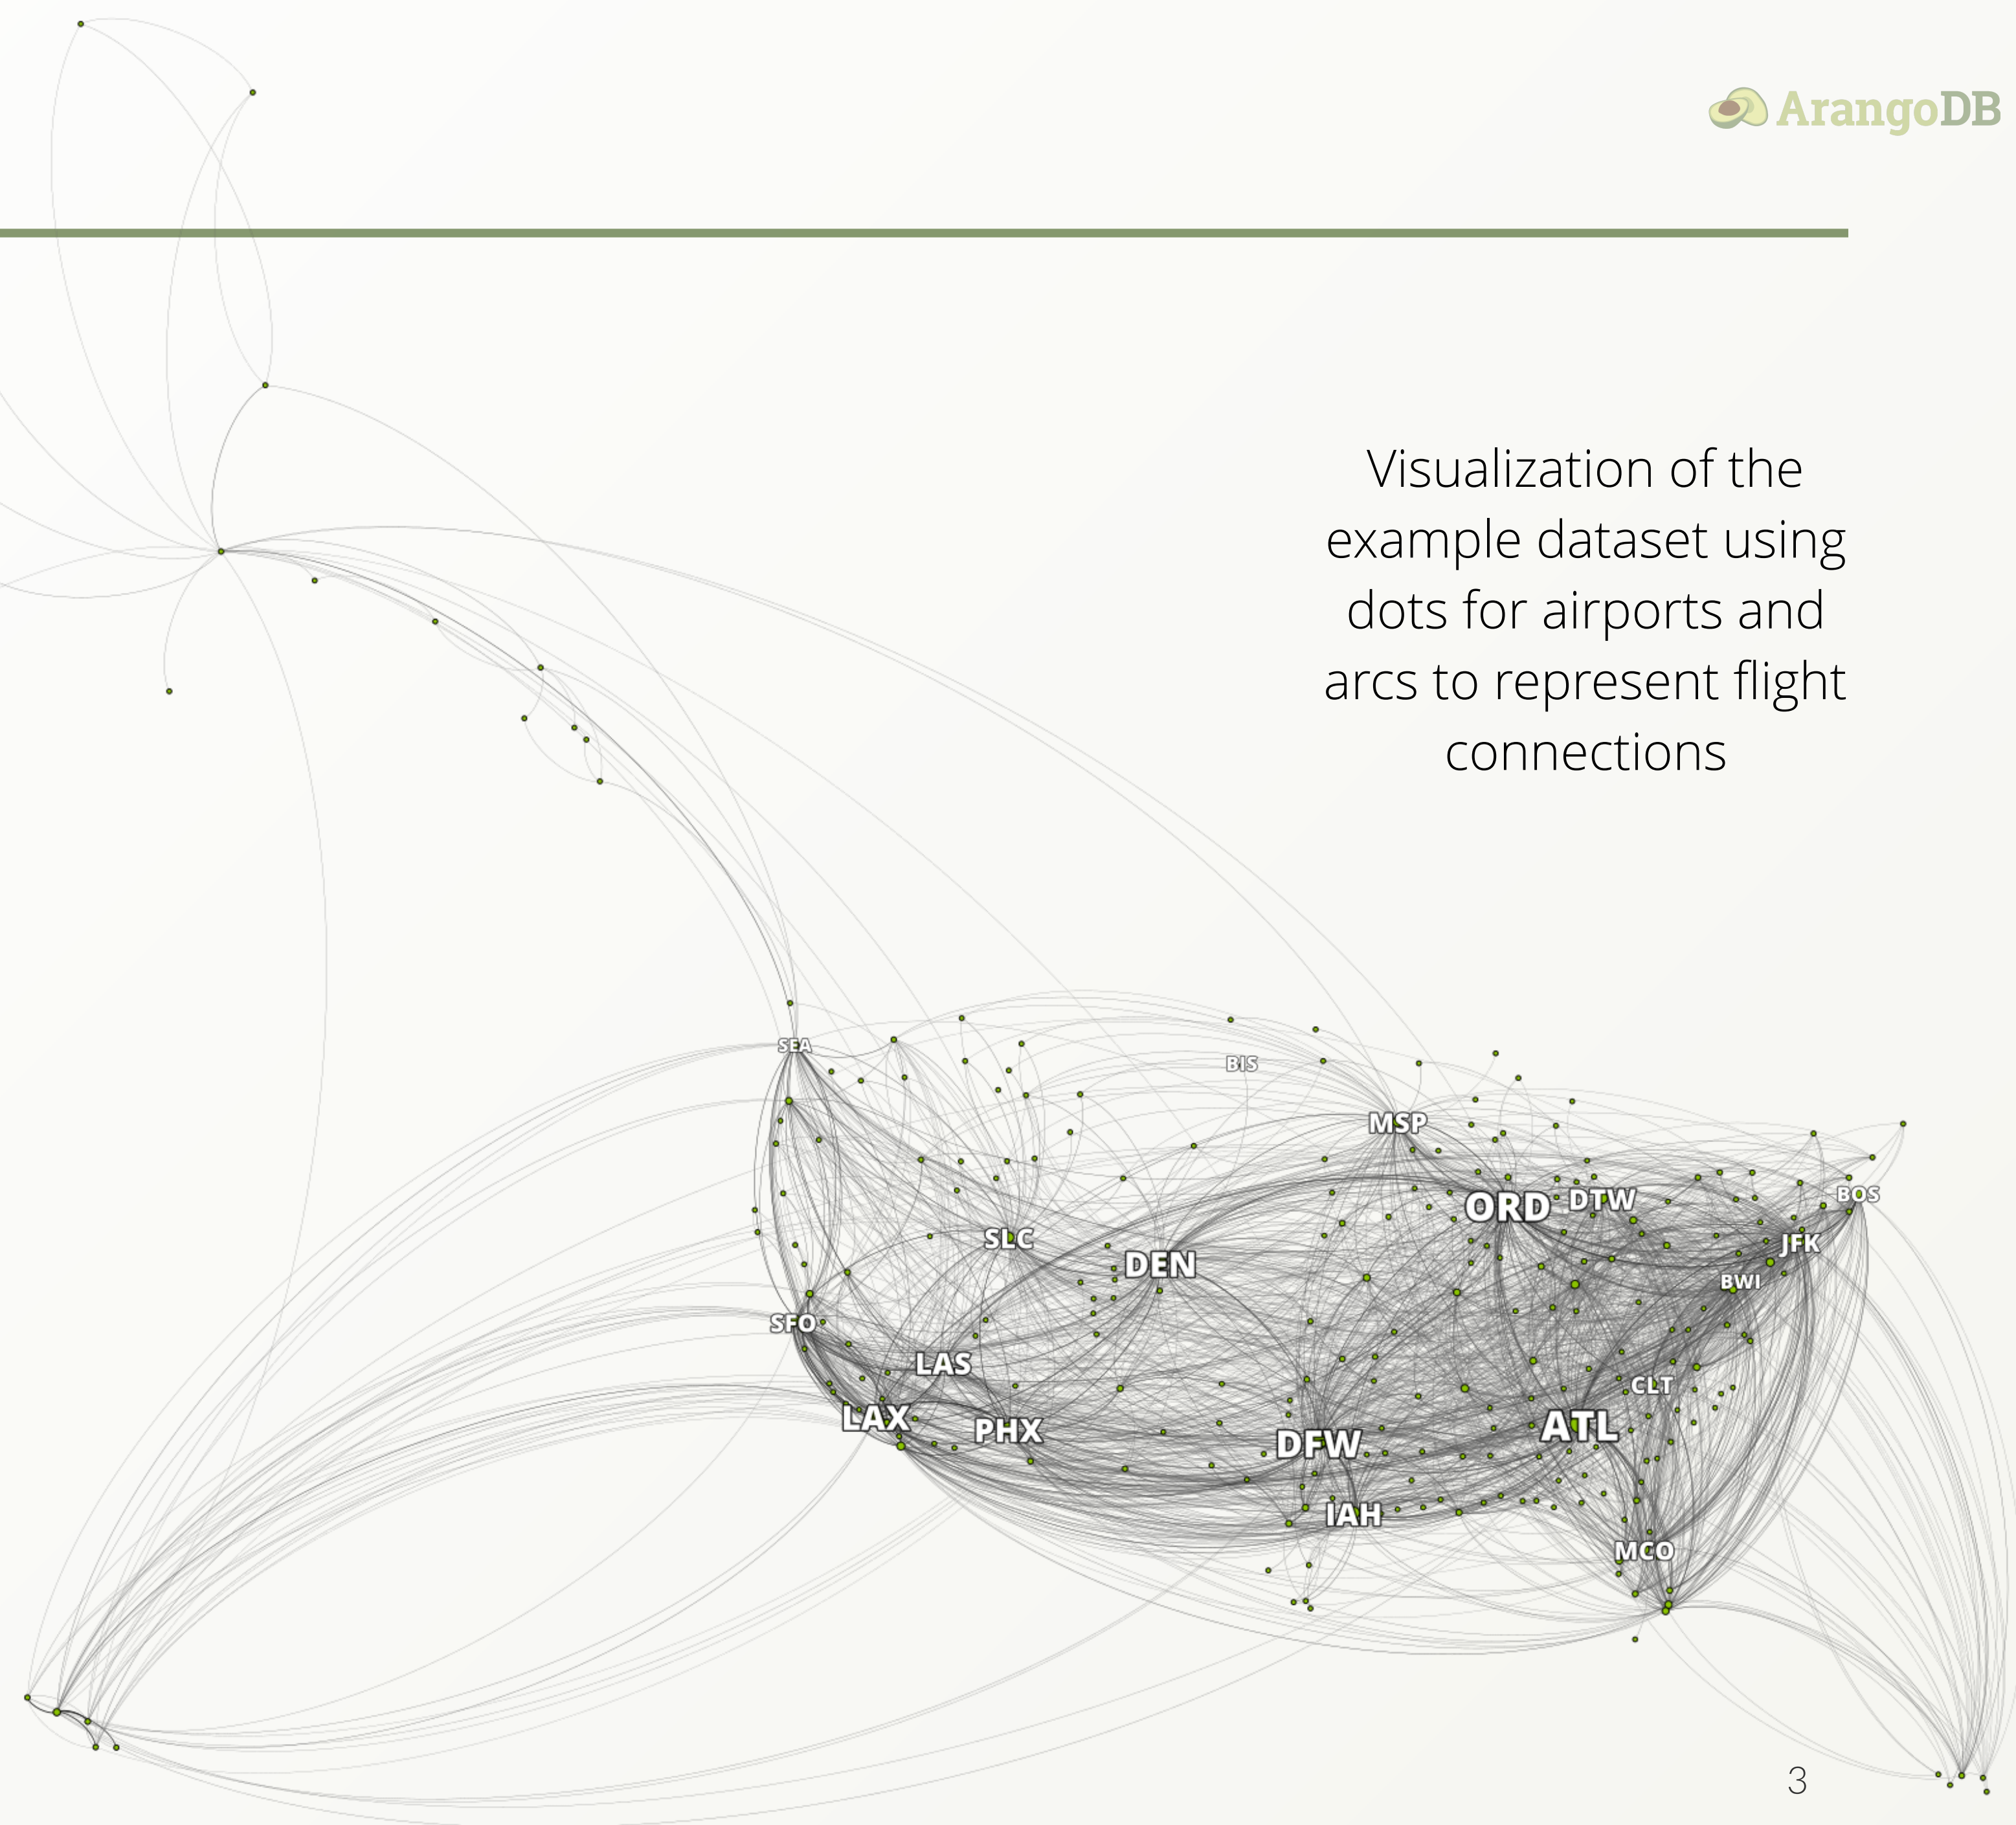 ArangoDB
Visualization of the
example dataset using
dots for airports and
arcs to represent flight
connections
SEA
BIS
MSP
ORD
DTW
BOS
SLC
DEN
JFK
BWI
SFO
LAS
CLT
LAX
PHX
DFW
ATL
IAH
MCO
3